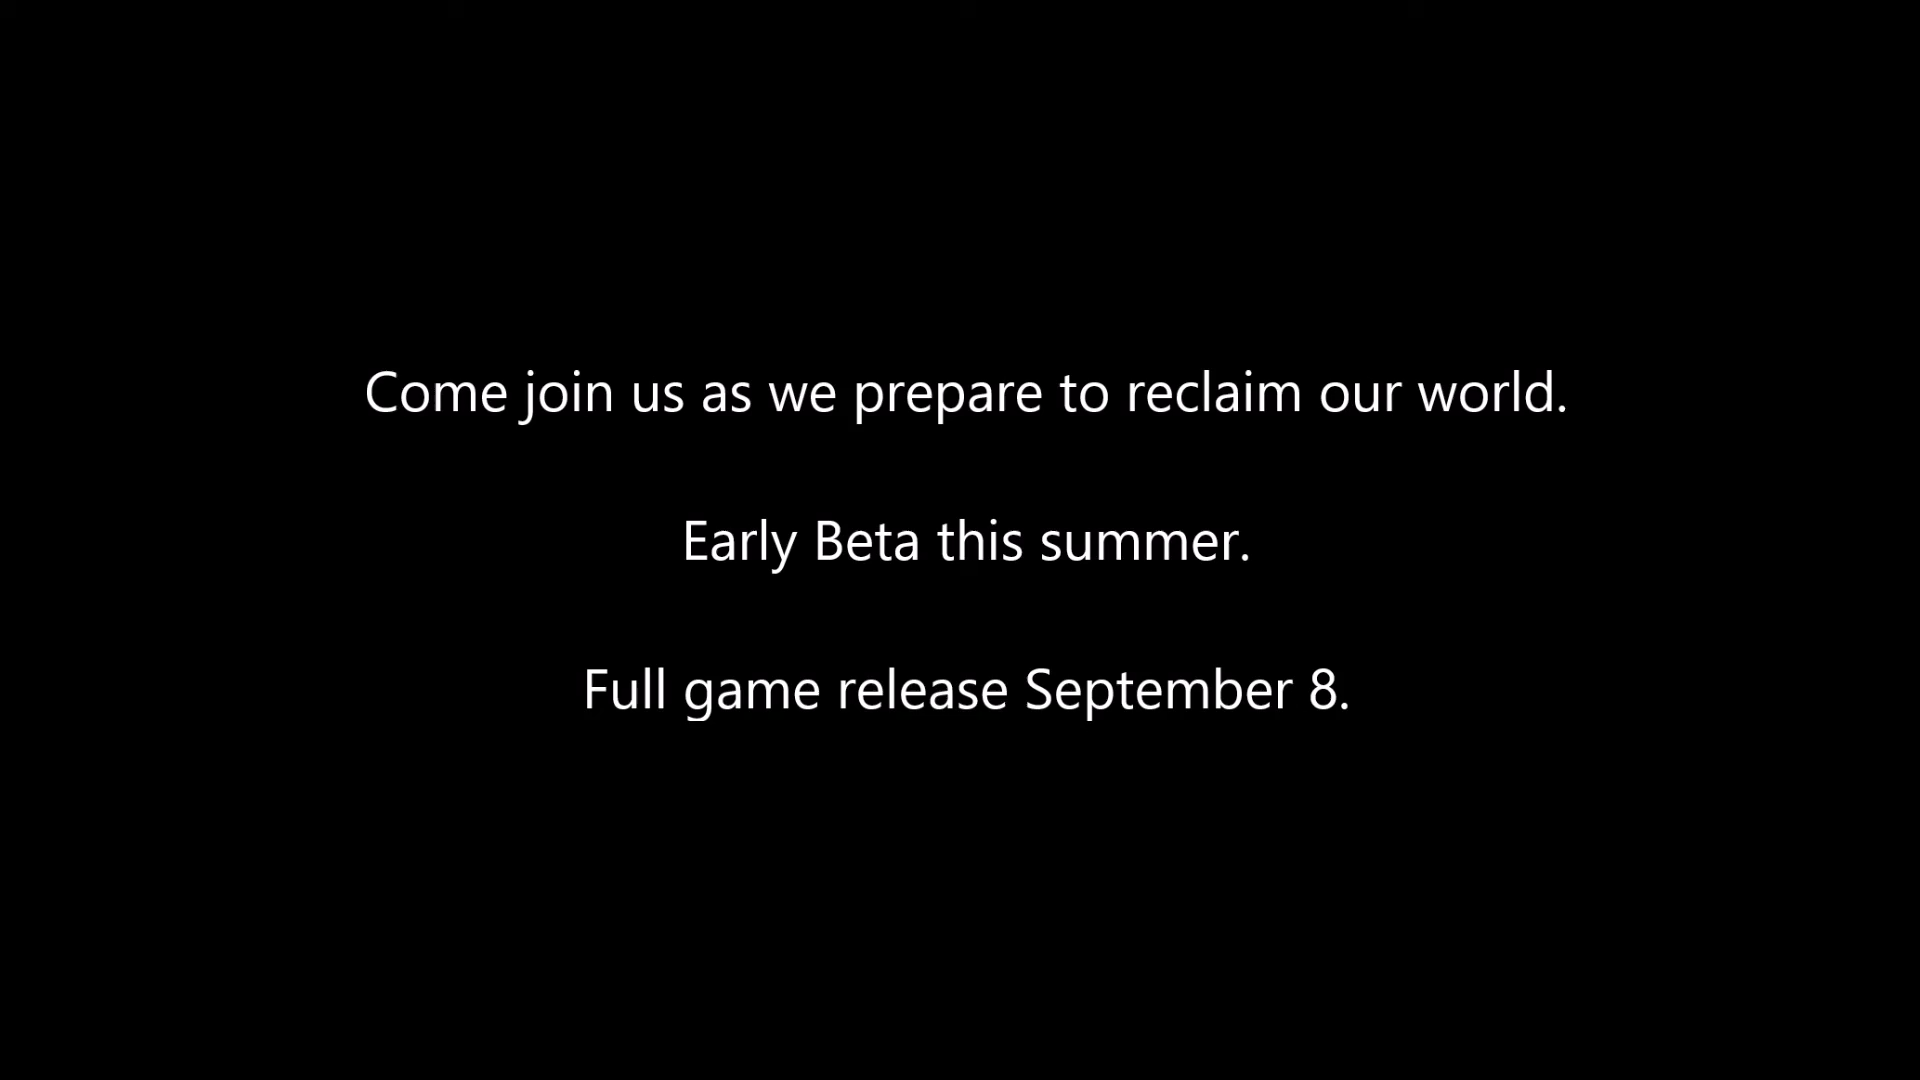 Come join us as we prepare to reclaim our world.
Early Beta this summer.
Full game release September 8.